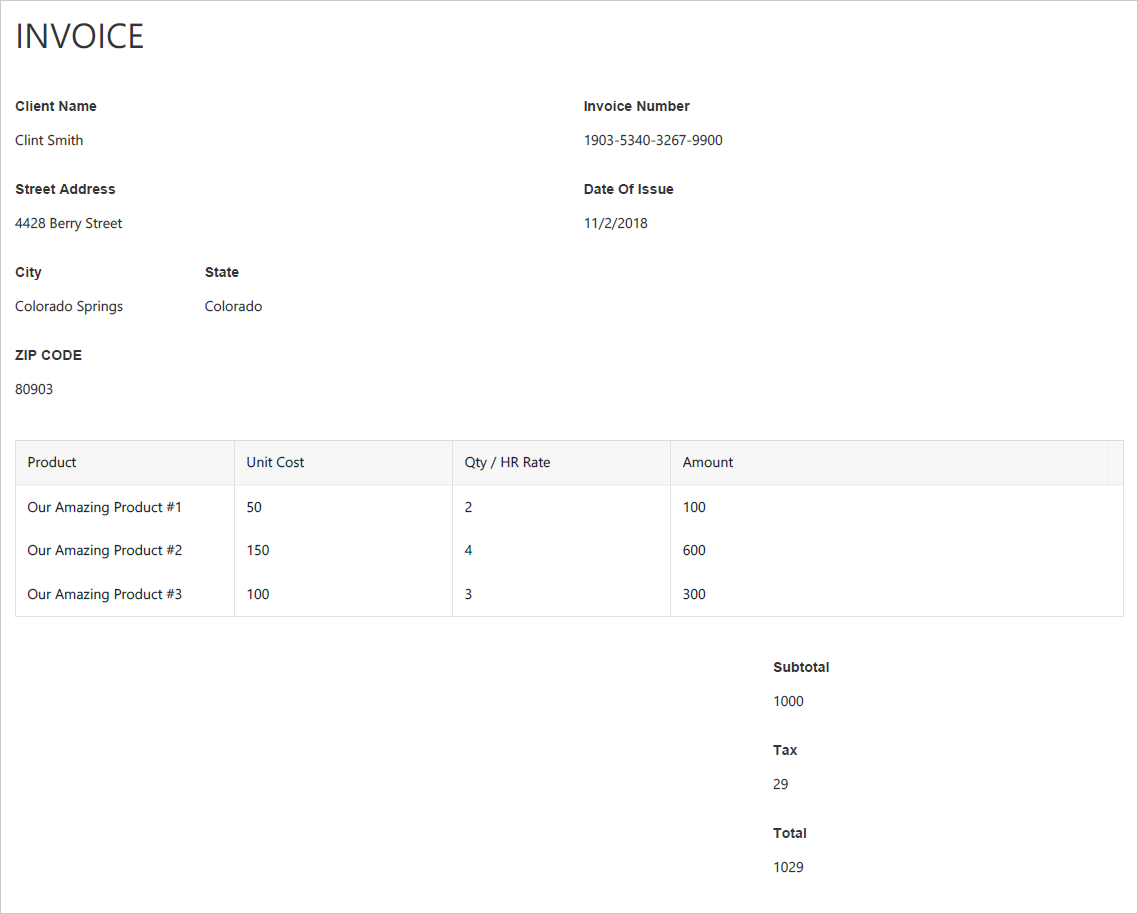 INVOICE
Client Name
Invoice Number
Clint Smith
1903-5340-3267-9900
Street Address
Date Of Issue
4428 Berry Street
11/2/2018
City
State
Colorado Springs
Colorado
ZIP CODE
80903
Product Unit Cost Qty / HR Rate Amount
Our Amazing Product #1 50 2 100
Our Amazing Product #2 150 4 600
Our Amazing Product #3 100 3 300
Subtotal
1000
Tax
29
Total
1029